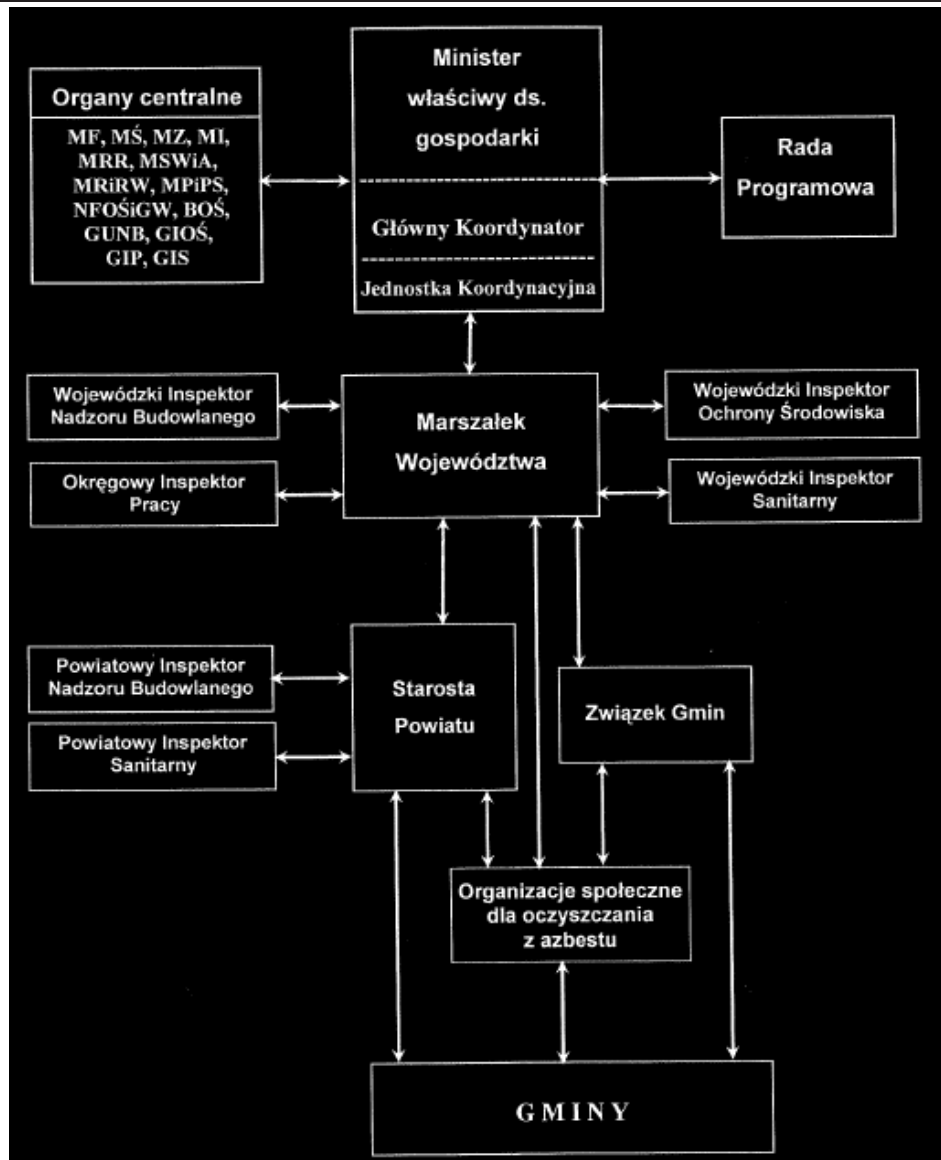 Organy centralne
MF, MŚ, MZ, MI,
MRR, MSWiA,
MRiRW, MPiPS,
NFOŚiGW, BOŚ,
GUNB, GIOŚ,
GIP, GIS
Minister
właściwy ds.
gospodarki
Główny Koordynator
Jednostka Koordynacyjna
Rada
Programowa
Wojewódzki Inspektor
Nadzoru Budowlanego
Okręgowy Inspektor
Pracy
Marszałek
Województwa
Wojewódzki Inspektor
Ochrony Środowiska
Wojewódzki Inspektor
Sanitarny
Powiatowy Inspektor
Nadzoru Budowlanego
Powiatowy Inspektor
Sanitarny
Starosta
Powiatu
Związek Gmin
Organizacje społeczne
dla oczyszczania
z azbestu
GMINY